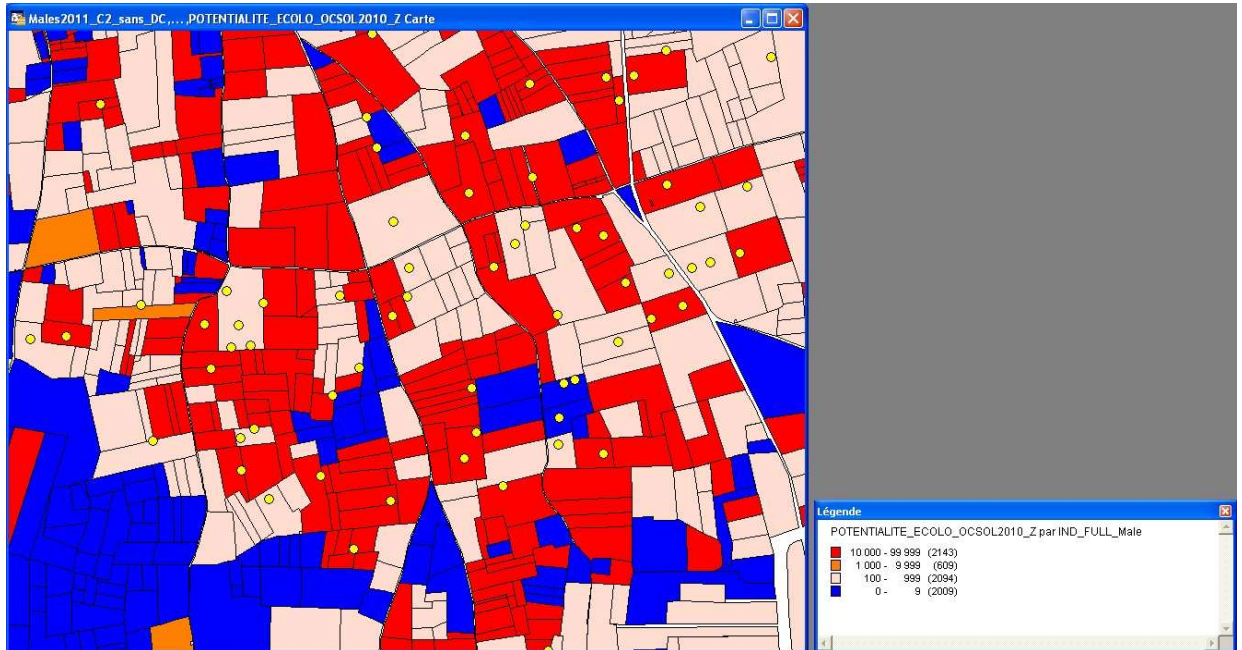 Males2011_C2_sans_DC,...,POTENTIALITE_ECOLO_OCSOL2010_Z Carte
Légende
POTENTIALITE_ECOLO_OCSOL2010_Z par IND_FULL_Male
10 000 - 99 999 (2143)
1 000 - 9 999 (609)
100 - 999 (2094)
0 - 9 (2009)